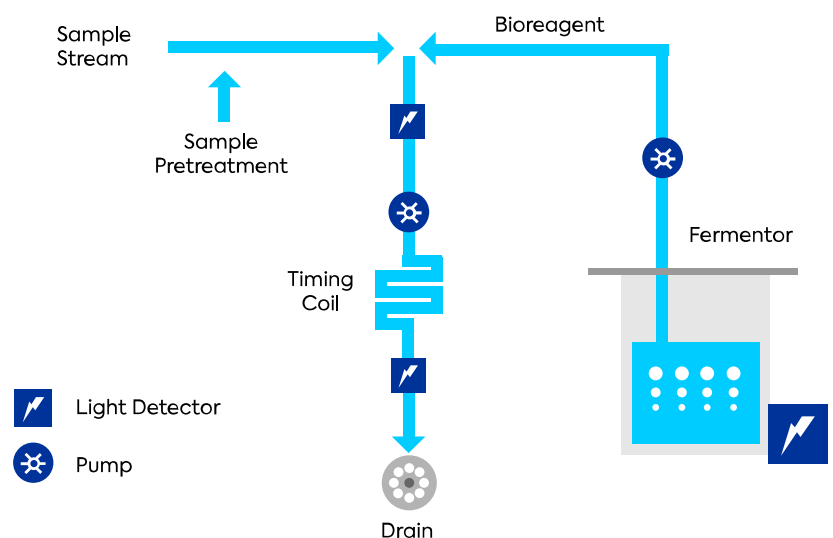 Sample
Stream
Bioreagent
Sample
Pretreatment
Fermentor
Timing
Coil
Light Detector
Pump
Drain